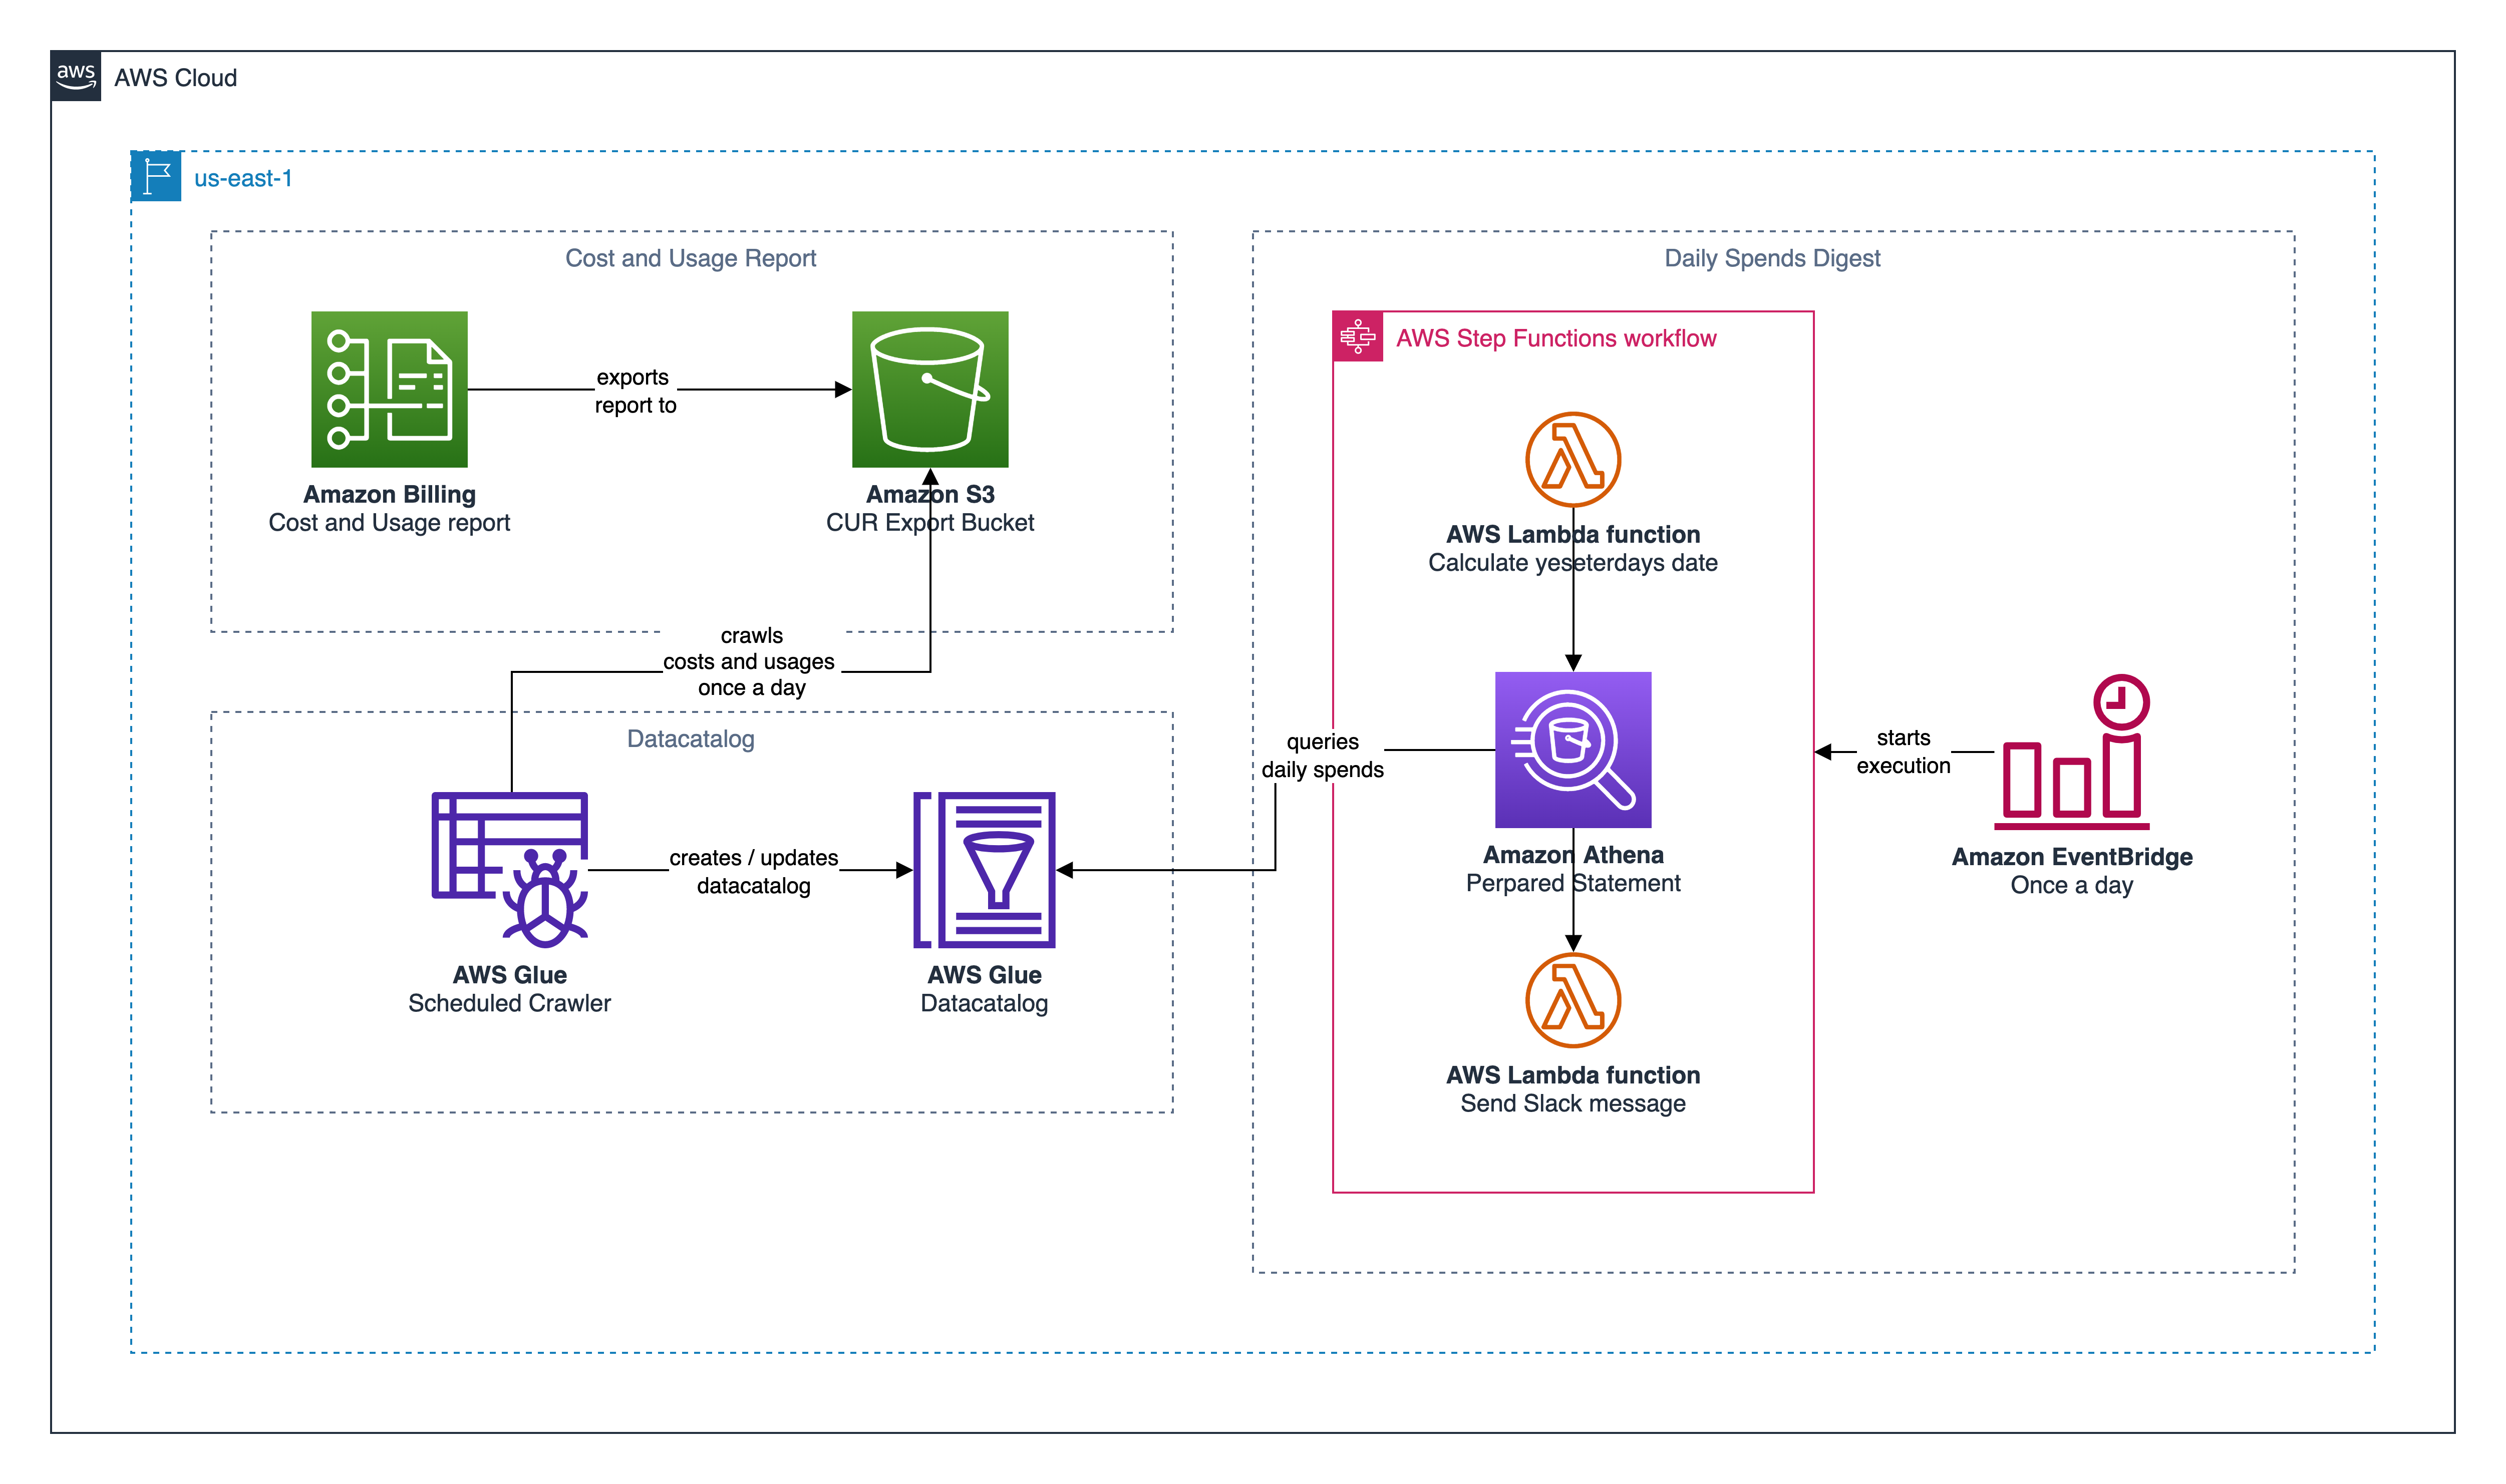 aws
AWS Cloud
us-east-1
Cost and Usage Report
exports
report to
Amazon Billing
Cost and Usage report
Amazon S3
CUR Export Bucket
crawls
costs and usages
once a day
Datacatalog
creates / updates
datacatalog
AWS Glue
Scheduled Crawler
AWS Glue
Datacatalog
Daily Spends Digest
AWS Step Functions workflow
AWS Lambda function
Calculate yeseterdays date
queries
daily spends
Amazon Athena
Perpared Statement
AWS Lambda function
Send Slack message
starts
execution
Amazon EventBridge
Once a day